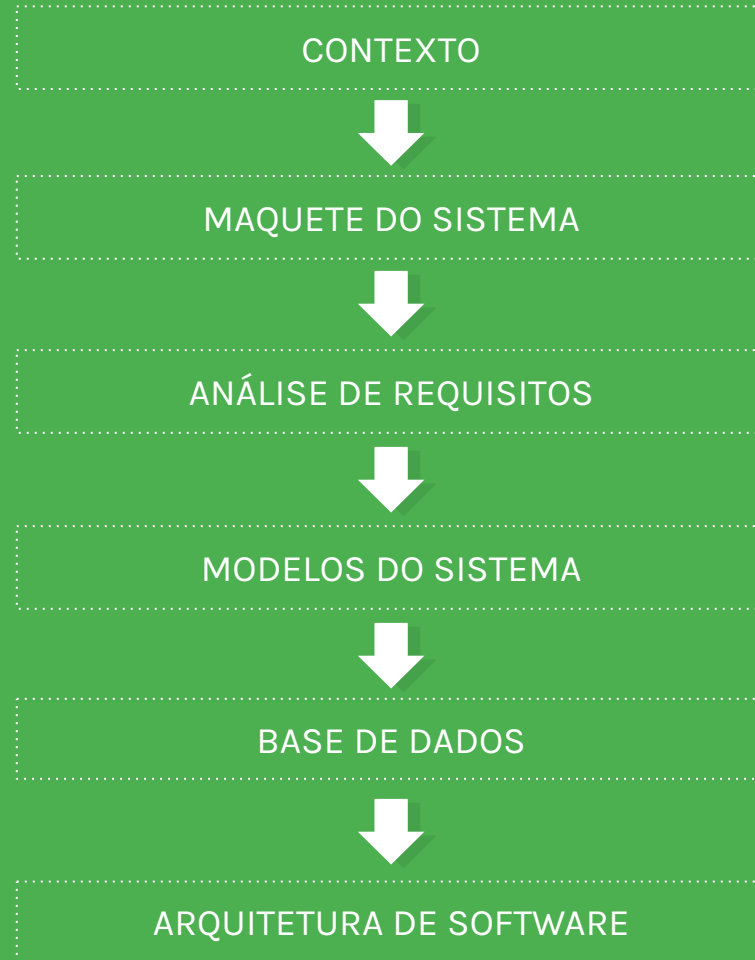 CONTEXTO
MAQUETE DO SISTEMA
ANÁLISE DE REQUISITOS
MODELOS DO SISTEMA
BASE DE DADOS
ARQUITETURA DE SOFTWARE